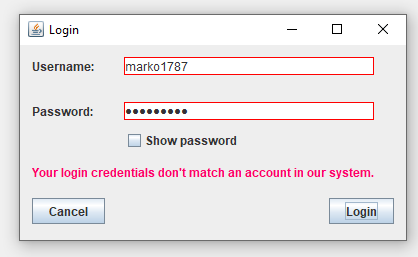 Login
Username: marko1787
Password: •••••••••
Show password
Your login credentials don't match an account in our system.
Cancel Login